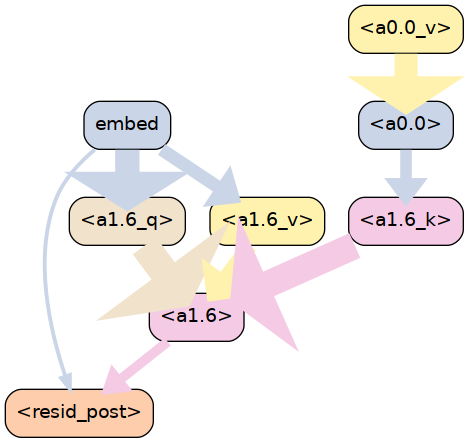 <a0.0_v>
embed
<a0.0>
<a1.6_q>
<a1.6_v>
<a1.6_k>
<a1.6>
<resid_post>